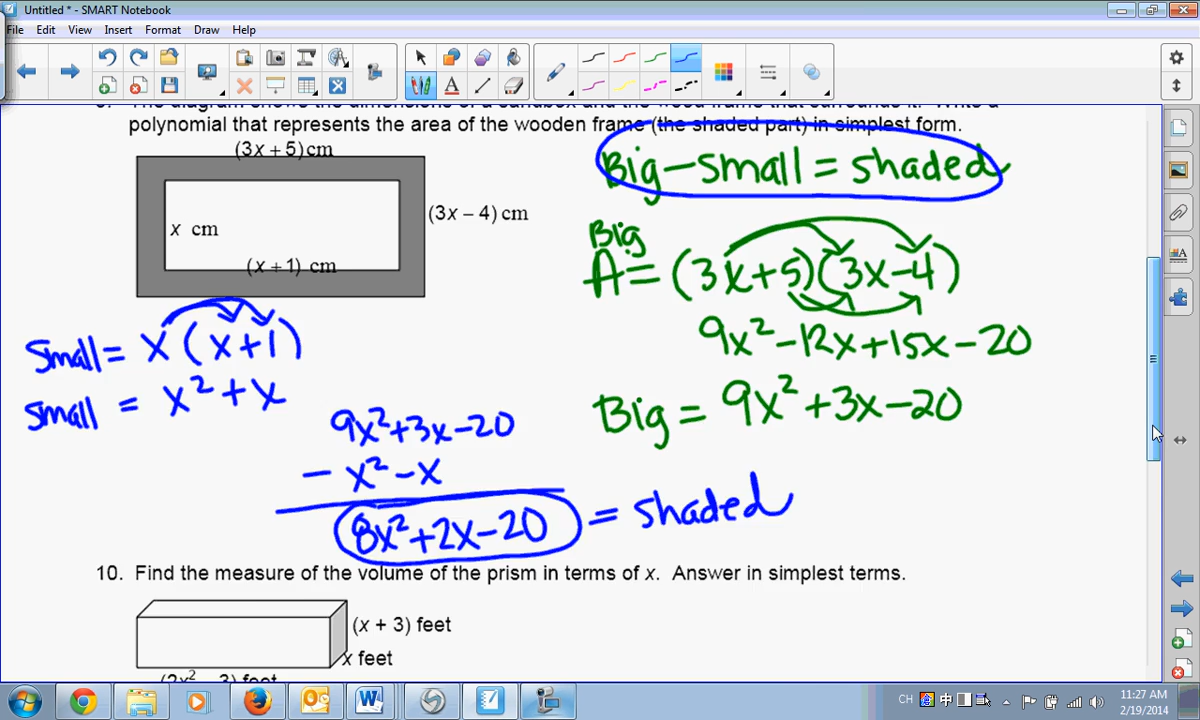 Untitled * - SMART Notebook
File Edit View Insert Format Draw Help
polynomial that represents the area of the wooden frame (the shaded part) in simplest form.
(3x + 5) cm
Big - small = shaded
(3x – 4) cm
x cm
(x + 1) cm
Big
A = (3x+5)(3x-4)
9x² - 12x + 15x - 20
Big = 9x² + 3x - 20
Small = x (x+1)
Small = x² + x
9x² + 3x - 20
- x² - x
8x² + 2x - 20 = shaded
10. Find the measure of the volume of the prism in terms of x. Answer in simplest terms.
(x + 3) feet
x feet
CH 中
11:27 AM
2/19/2014